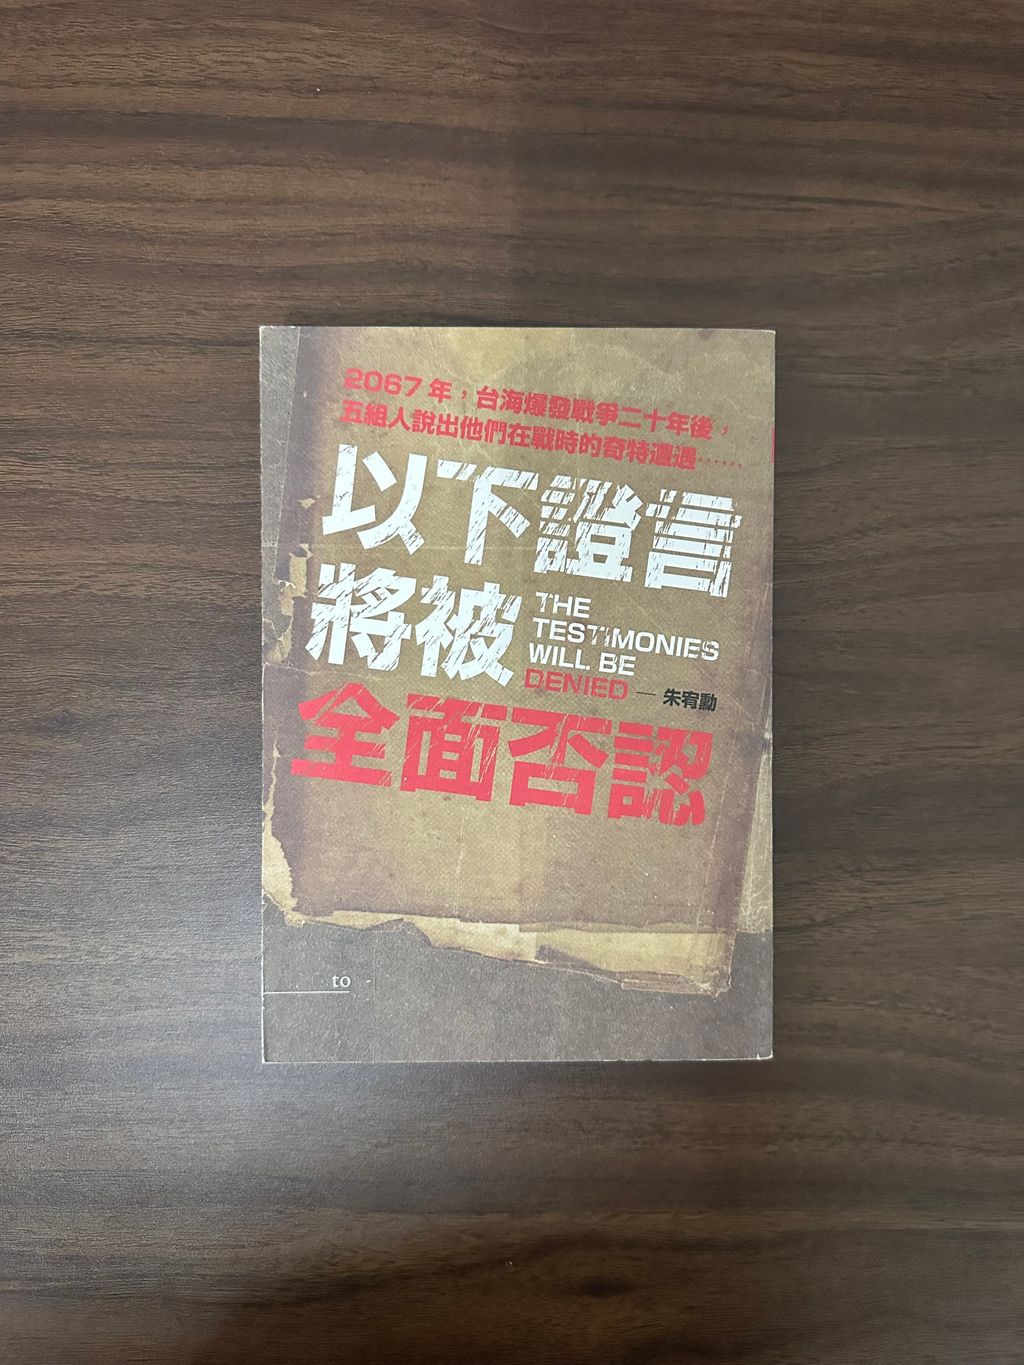 2067 年，台海爆發戰爭二十年後，
五組人說出他們在戰時的奇特遭遇……
以下證言
將被
THE
TESTIMONIES
WILL BE
DENIED — 朱宥勳
全面否認
to